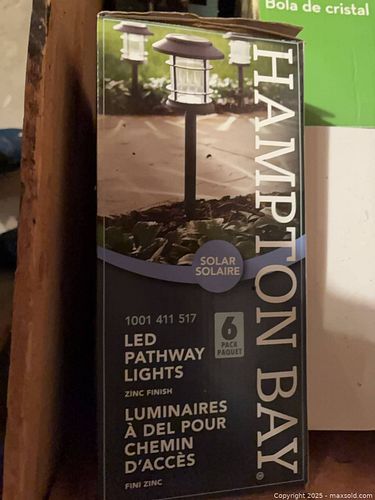 Bola de cristal
HAMPTON BAY
SOLAR
SOLAIRE
1001 411 517
6
PACK
PAQUET
LED
PATHWAY
LIGHTS
ZINC FINISH
LUMINAIRES
À DEL POUR
CHEMIN
D'ACCÈS
FINI ZINC
Copyright 2025 - maxsold.com